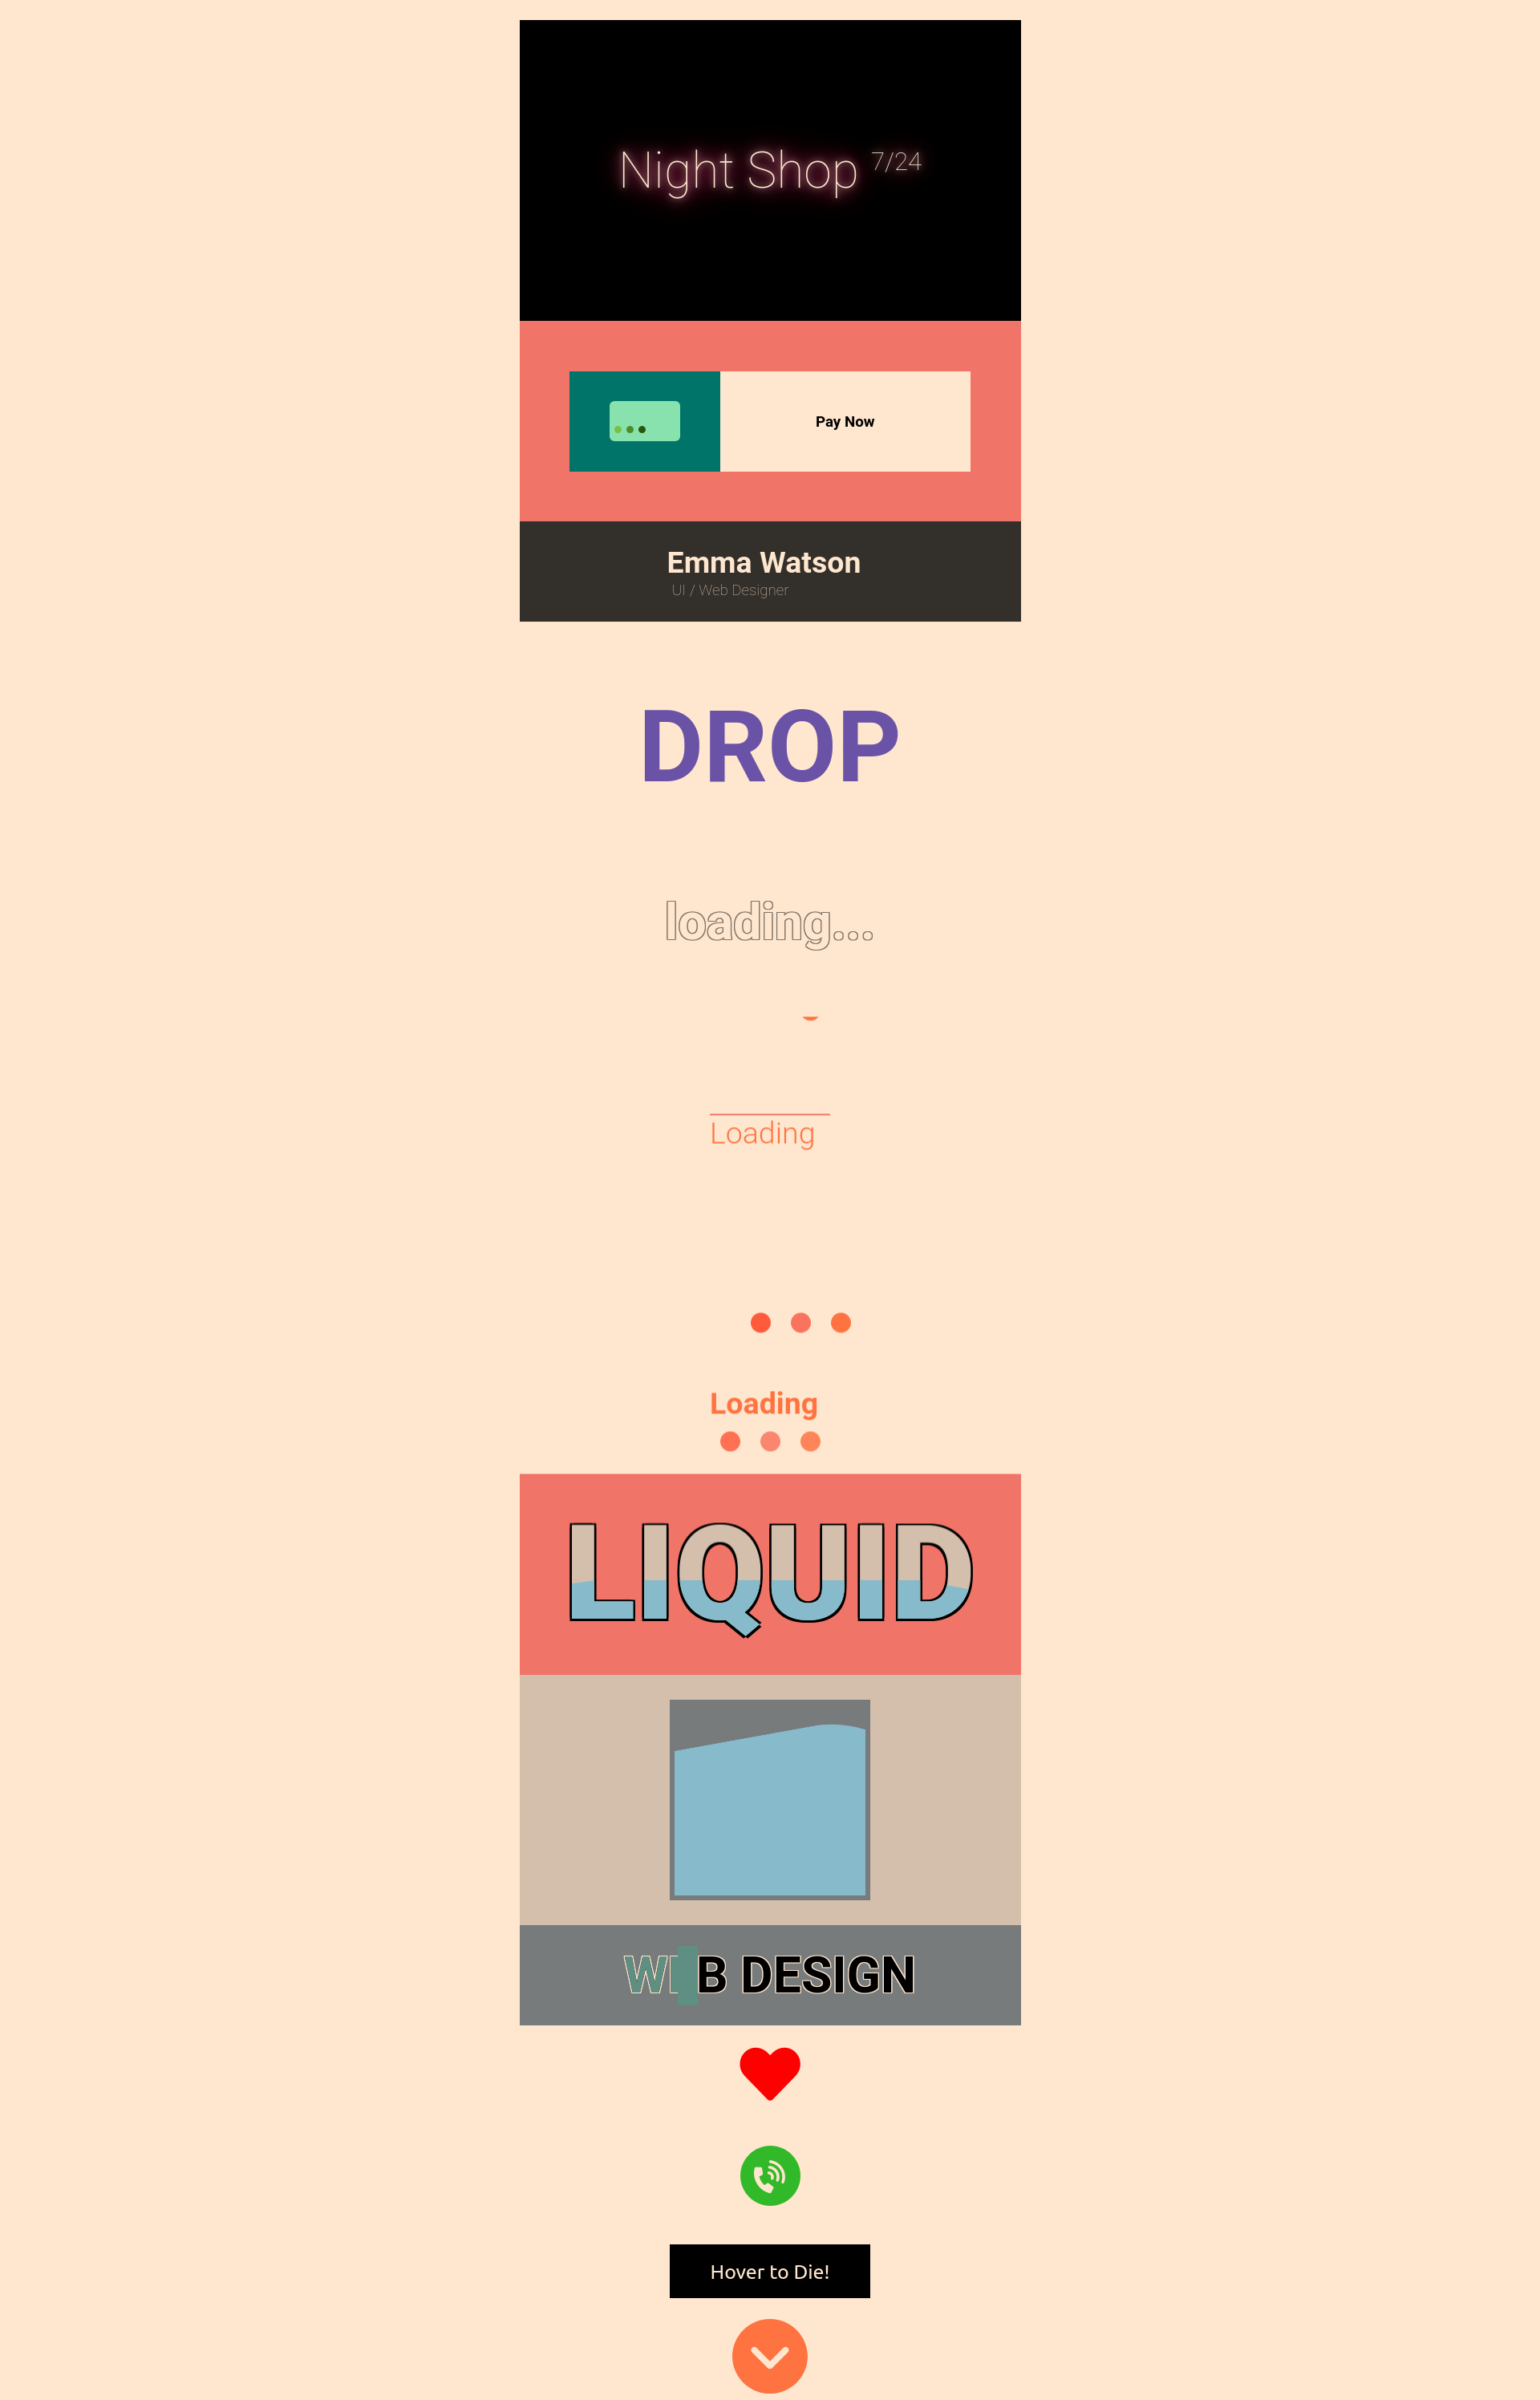 Night Shop 7/24
Pay Now
Emma Watson
UI / Web Designer
DROP
loading...
Loading
Loading
LIQUID
WEB DESIGN
Hover to Die!